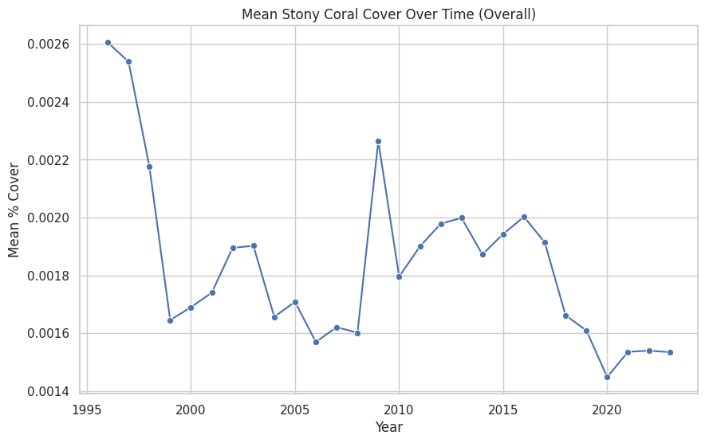 Mean Stony Coral Cover Over Time (Overall)
Mean % Cover
0.0026
0.0024
0.0022
0.0020
0.0018
0.0016
0.0014
1995 2000 2005 2010 2015 2020
Year